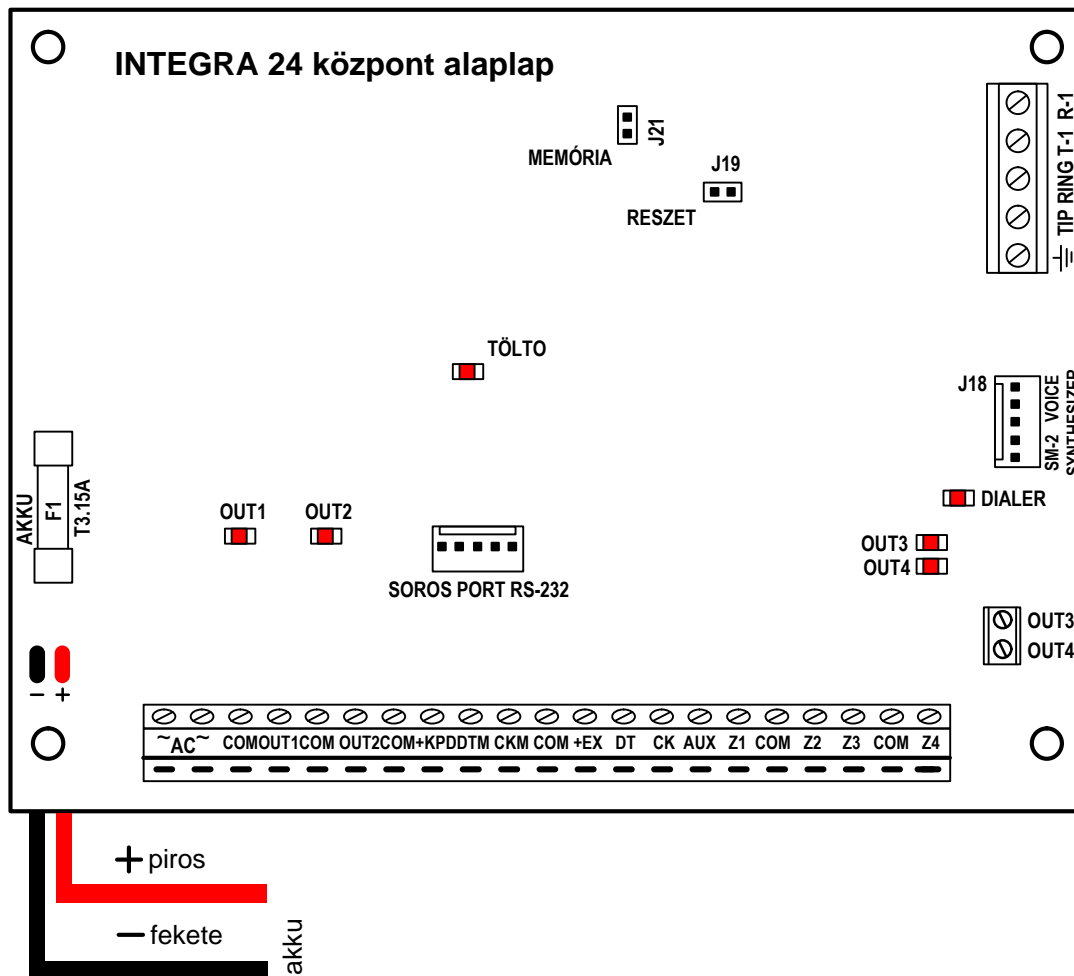 INTEGRA 24 központ alaplap
J21
MEMÓRIA
J19
RESZET
TIP RING T-1 R-1
TÖLTO
J18
SM-2 VOICE
SYNTHESIZER
AKKU
F1
T3.15A
OUT1
OUT2
DIALER
OUT3
OUT4
SOROS PORT RS-232
OUT3
OUT4
− +
~AC~ COM OUT1 COM OUT2 COM +KPD DTM CKM COM +EX DT CK AUX Z1 COM Z2 Z3 COM Z4
+ piros
− fekete
akku